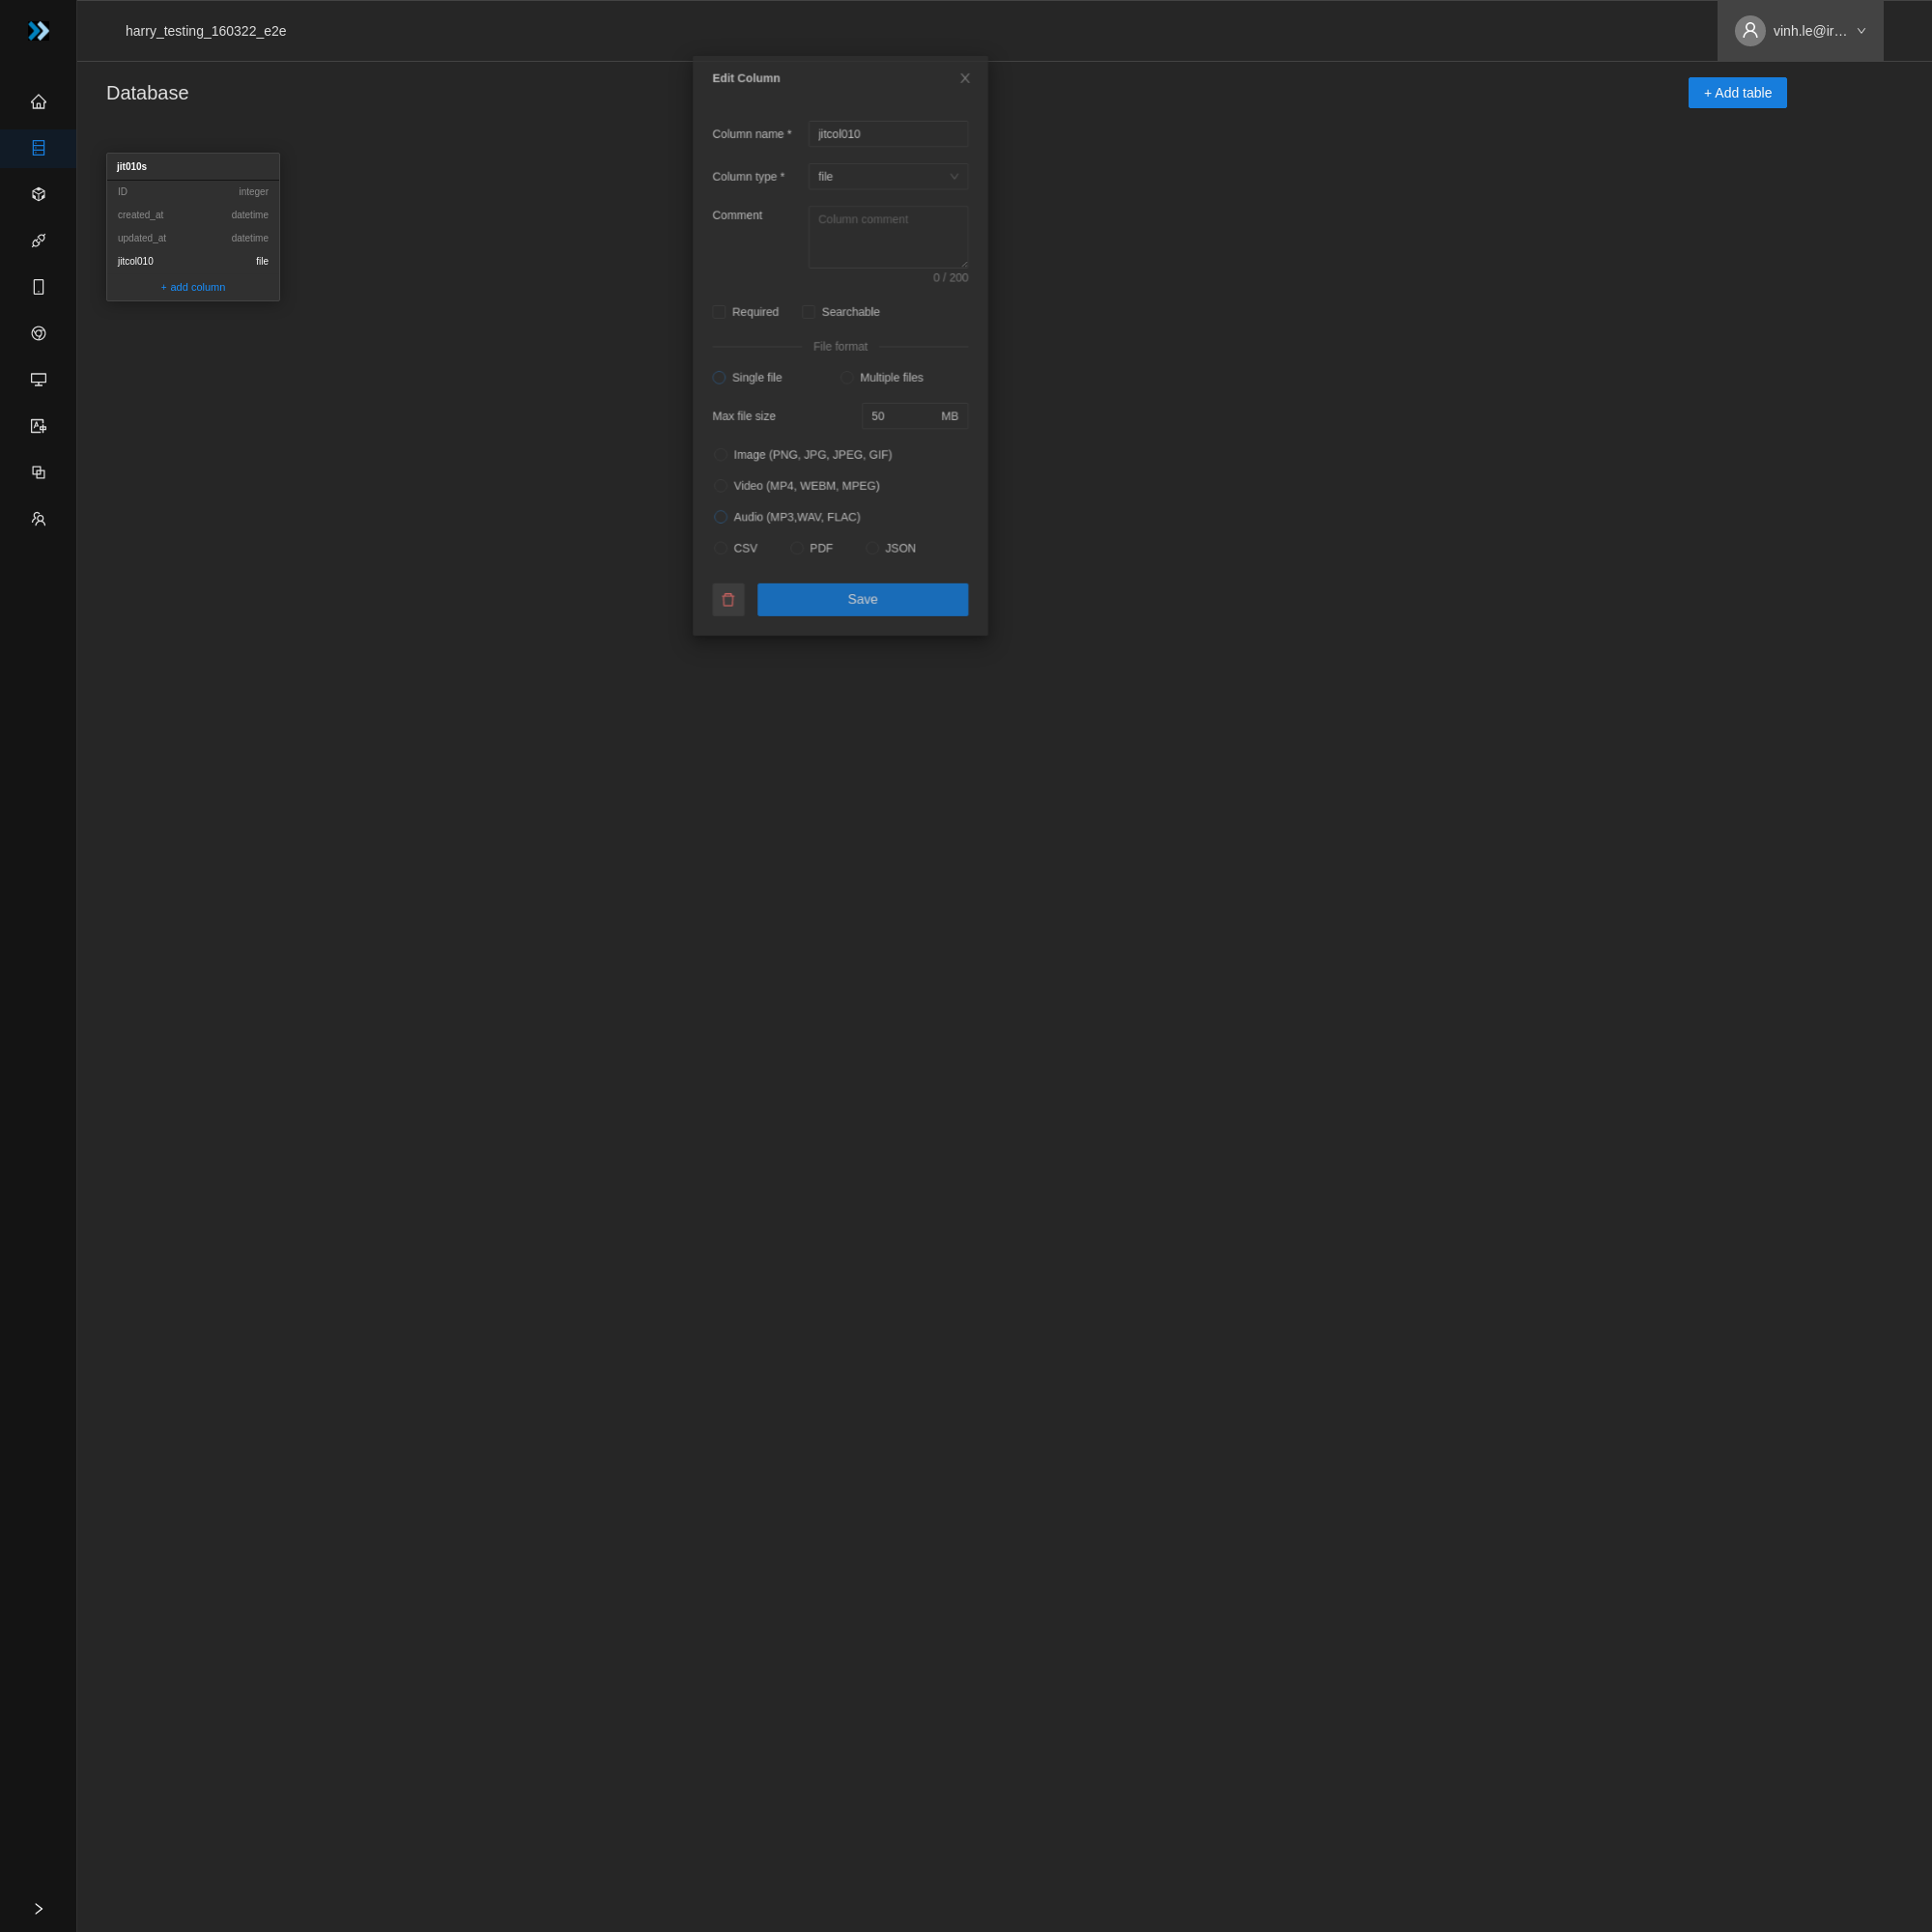 harry_testing_160322_e2e
vinh.le@ir...
Database
+ Add table
jit010s
ID integer
created_at datetime
updated_at datetime
jitcol010 file
+ add column
Edit Column
Column name * jitcol010
Column type * file
Comment Column comment
0 / 200
Required Searchable
File format
Single file Multiple files
Max file size 50 MB
Image (PNG, JPG, JPEG, GIF)
Video (MP4, WEBM, MPEG)
Audio (MP3,WAV, FLAC)
CSV PDF JSON
Save